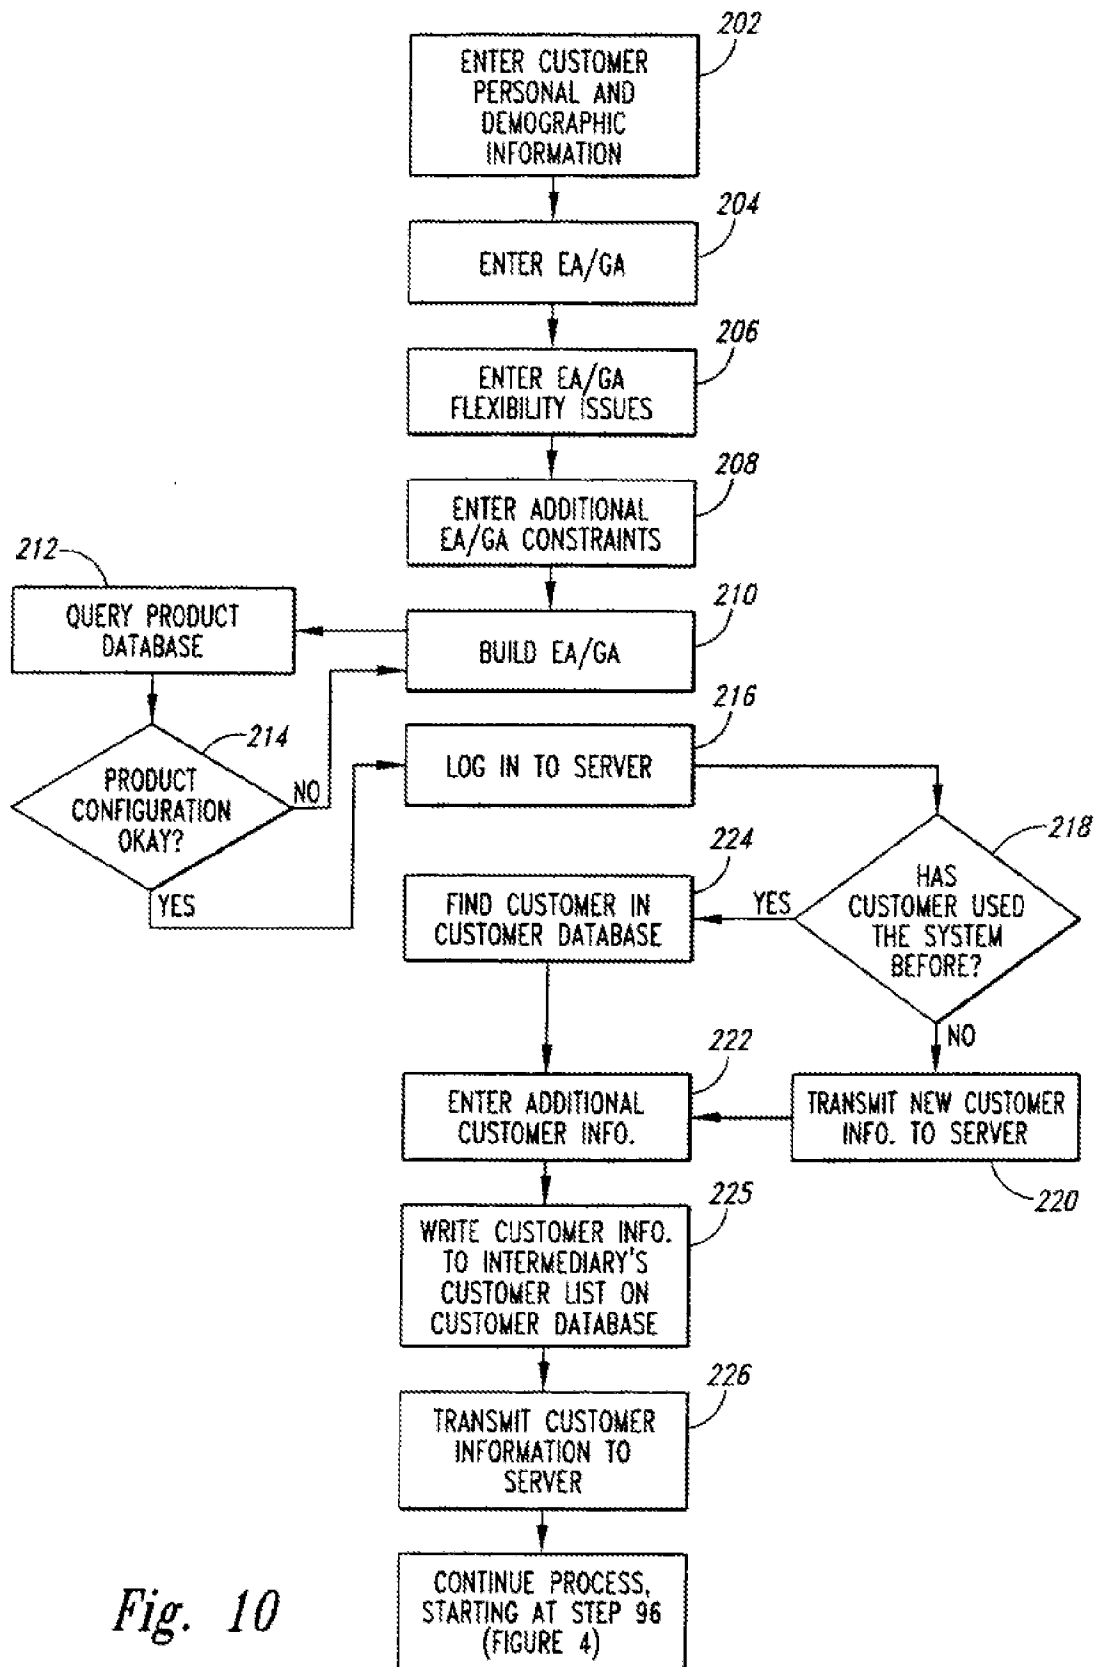 202
ENTER CUSTOMER
PERSONAL AND
DEMOGRAPHIC
INFORMATION
204
ENTER EA/GA
206
ENTER EA/GA
FLEXIBILITY ISSUES
208
ENTER ADDITIONAL
EA/GA CONSTRAINTS
212
QUERY PRODUCT
DATABASE
210
BUILD EA/GA
214
PRODUCT
CONFIGURATION
OKAY?
NO
YES
216
LOG IN TO SERVER
218
HAS
CUSTOMER USED
THE SYSTEM
BEFORE?
YES
NO
224
FIND CUSTOMER IN
CUSTOMER DATABASE
222
ENTER ADDITIONAL
CUSTOMER INFO.
TRANSMIT NEW CUSTOMER
INFO. TO SERVER
220
225
WRITE CUSTOMER INFO.
TO INTERMEDIARY'S
CUSTOMER LIST ON
CUSTOMER DATABASE
226
TRANSMIT CUSTOMER
INFORMATION TO
SERVER
CONTINUE PROCESS,
STARTING AT STEP 96
(FIGURE 4)
Fig. 10